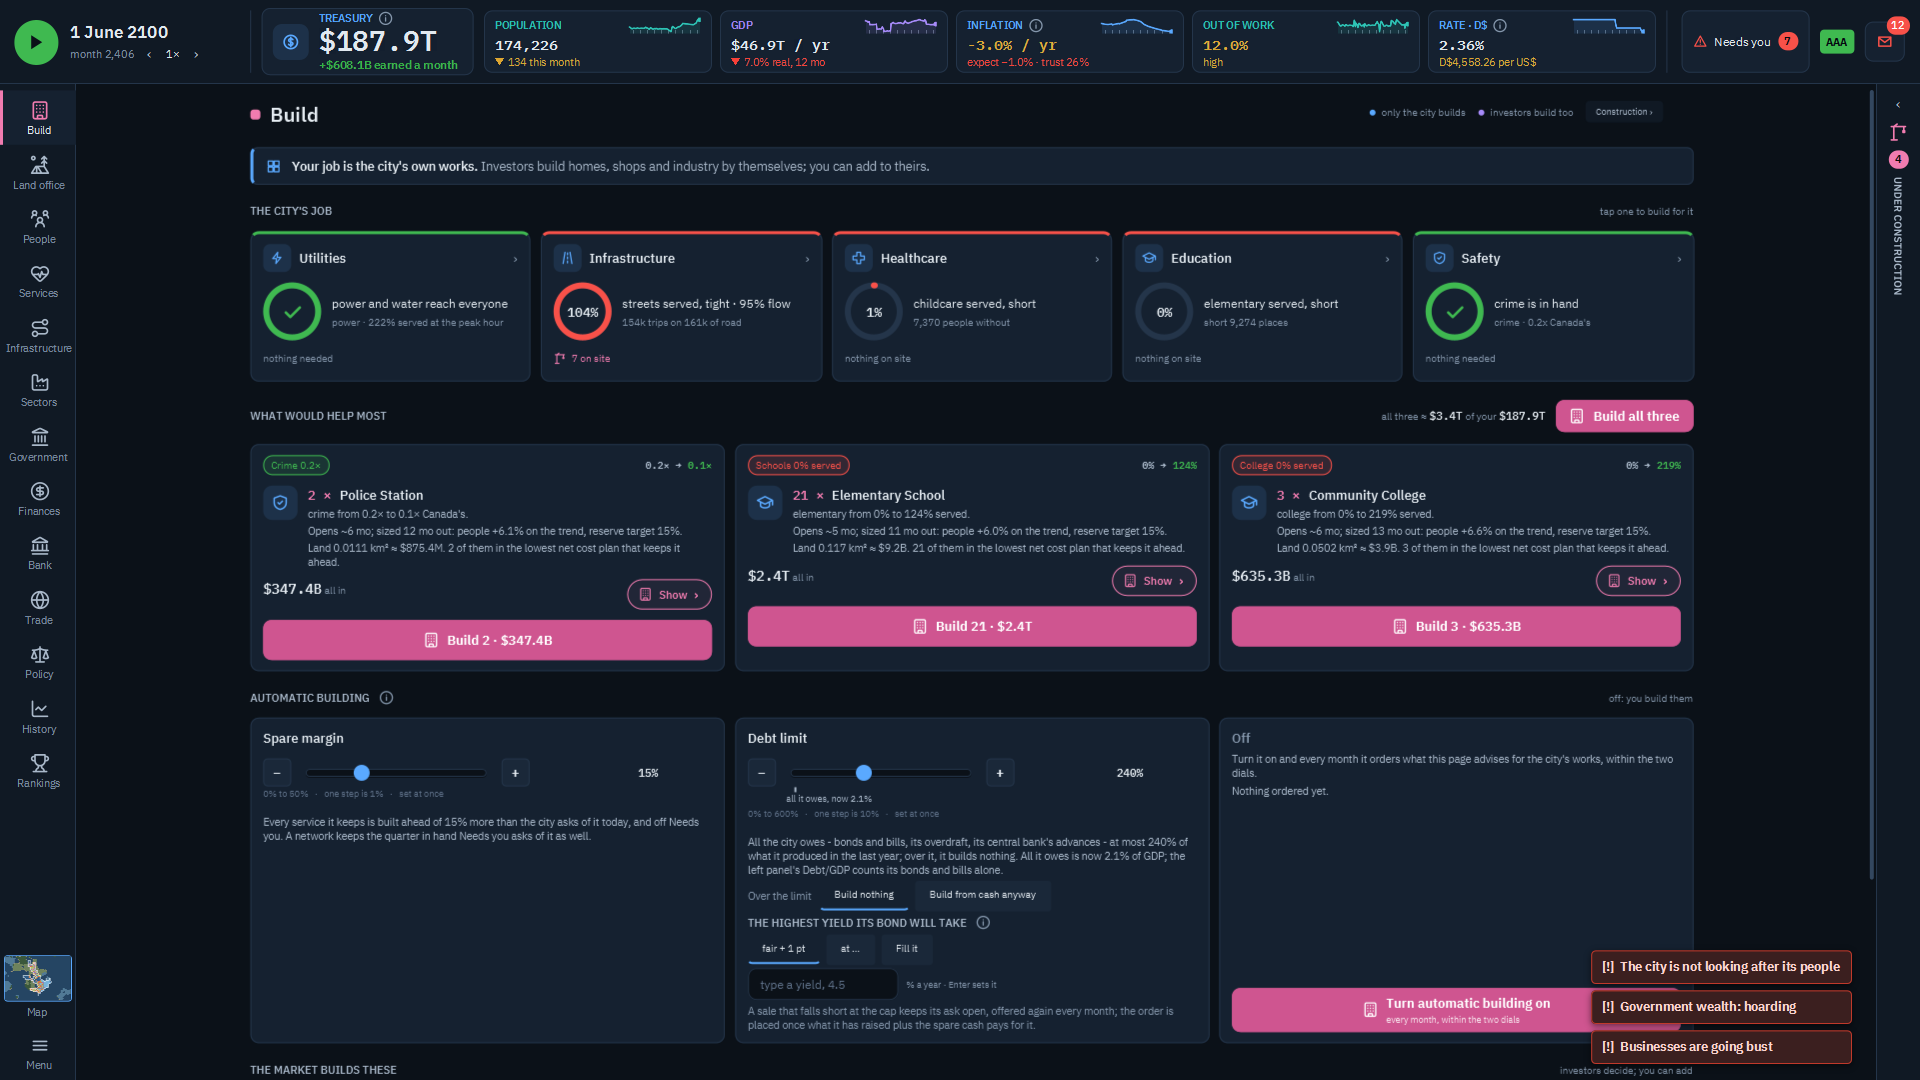 1 June 2100
month 2,406 ‹ 1× ›
TREASURY
$187.9T
+$608.1B earned a month
POPULATION
174,226
▼ 134 this month
GDP
$46.9T / yr
▼ 7.0% real, 12 mo
INFLATION
-3.0% / yr
expect −1.0% · trust 26%
OUT OF WORK
12.0%
high
RATE · D$
2.36%
D$4,558.26 per US$
Needs you 7
AAA
12
Build
Land office
People
Services
Infrastructure
Sectors
Government
Finances
Bank
Trade
Policy
History
Rankings
Map
Menu
Build
only the city builds
investors build too
Construction ›
Your job is the city's own works. Investors build homes, shops and industry by themselves; you can add to theirs.
THE CITY'S JOB
tap one to build for it
Utilities ›
power and water reach everyone
power · 222% served at the peak hour
nothing needed
Infrastructure ›
104%
streets served, tight · 95% flow
154k trips on 161k of road
7 on site
Healthcare ›
1%
childcare served, short
7,370 people without
nothing on site
Education ›
0%
elementary served, short
short 9,274 places
nothing on site
Safety ›
crime is in hand
crime · 0.2x Canada's
nothing needed
WHAT WOULD HELP MOST
all three ≈ $3.4T of your $187.9T
Build all three
Crime 0.2×
0.2× → 0.1×
2 × Police Station
crime from 0.2× to 0.1× Canada's.
Opens ~6 mo; sized 12 mo out: people +6.1% on the trend, reserve target 15%.
Land 0.0111 km² ≈ $875.4M. 2 of them in the lowest net cost plan that keeps it
ahead.
$347.4B all in
Show ›
Build 2 · $347.4B
Schools 0% served
0% → 124%
21 × Elementary School
elementary from 0% to 124% served.
Opens ~5 mo; sized 11 mo out: people +6.0% on the trend, reserve target 15%.
Land 0.117 km² ≈ $9.2B. 21 of them in the lowest net cost plan that keeps it ahead.
$2.4T all in
Show ›
Build 21 · $2.4T
College 0% served
0% → 219%
3 × Community College
college from 0% to 219% served.
Opens ~6 mo; sized 13 mo out: people +6.6% on the trend, reserve target 15%.
Land 0.0502 km² ≈ $3.9B. 3 of them in the lowest net cost plan that keeps it ahead.
$635.3B all in
Show ›
Build 3 · $635.3B
AUTOMATIC BUILDING
off: you build them
Spare margin
− + 15%
0% to 50% · one step is 1% · set at once
Every service it keeps is built ahead of 15% more than the city asks of it today, and off Needs
you. A network keeps the quarter in hand Needs you asks of it as well.
Debt limit
− + 240%
all it owes, now 2.1%
0% to 600% · one step is 10% · set at once
All the city owes - bonds and bills, its overdraft, its central bank's advances - at most 240% of
what it produced in the last year; over it, it builds nothing. All it owes is now 2.1% of GDP; the
left panel's Debt/GDP counts its bonds and bills alone.
Over the limit Build nothing Build from cash anyway
THE HIGHEST YIELD ITS BOND WILL TAKE
fair + 1 pt at ... Fill it
type a yield, 4.5 % a year · Enter sets it
A sale that falls short at the cap keeps its ask open, offered again every month; the order is
placed once what it has raised plus the spare cash pays for it.
Off
Turn it on and every month it orders what this page advises for the city's works, within the two
dials.
Nothing ordered yet.
Turn automatic building on
every month, within the two dials
THE MARKET BUILDS THESE
investors decide; you can add
[!] The city is not looking after its people
[!] Government wealth: hoarding
[!] Businesses are going bust
‹
4
UNDER CONSTRUCTION